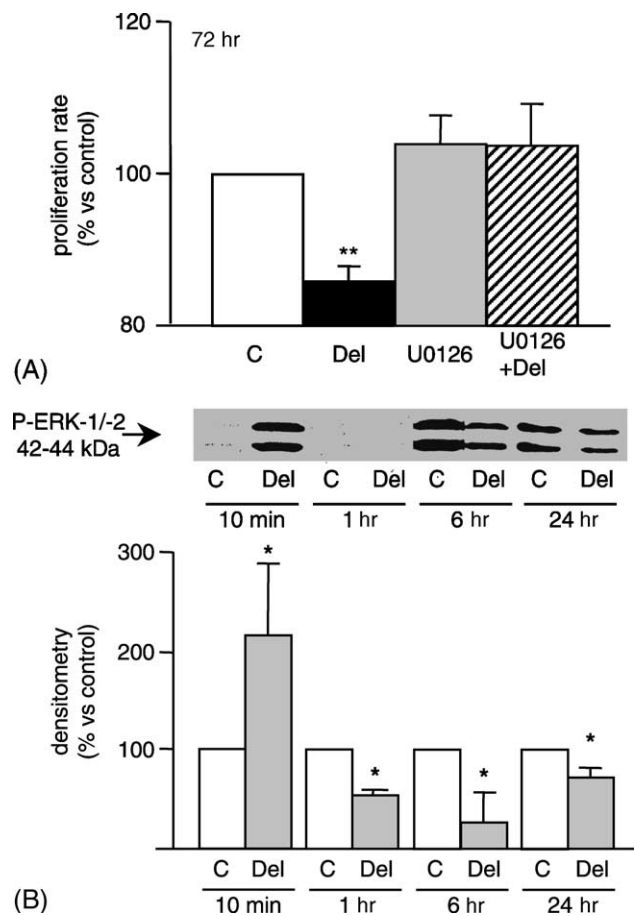 120
72 hr
proliferation rate
(% vs control)
100
**
80
C Del U0126 U0126
+Del
(A)
P-ERK-1/-2
42-44 kDa
C Del C Del C Del C Del
10 min 1 hr 6 hr 24 hr
300
*
densitometry
(% vs control)
200
100
* * *
C Del C Del C Del C Del
10 min 1 hr 6 hr 24 hr
(B)